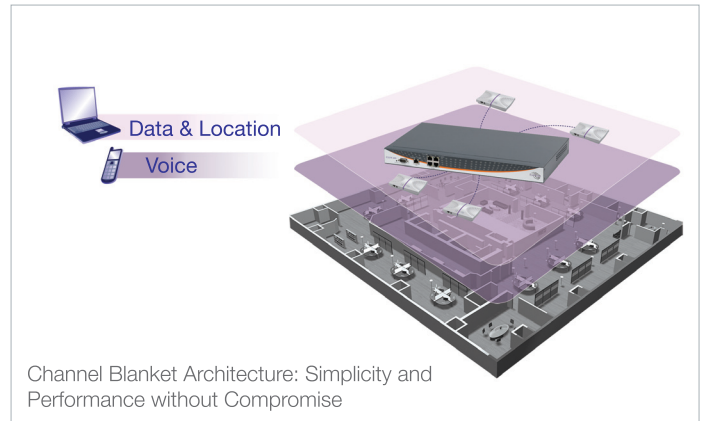 Data & Location
Voice
Channel Blanket Architecture: Simplicity and
Performance without Compromise